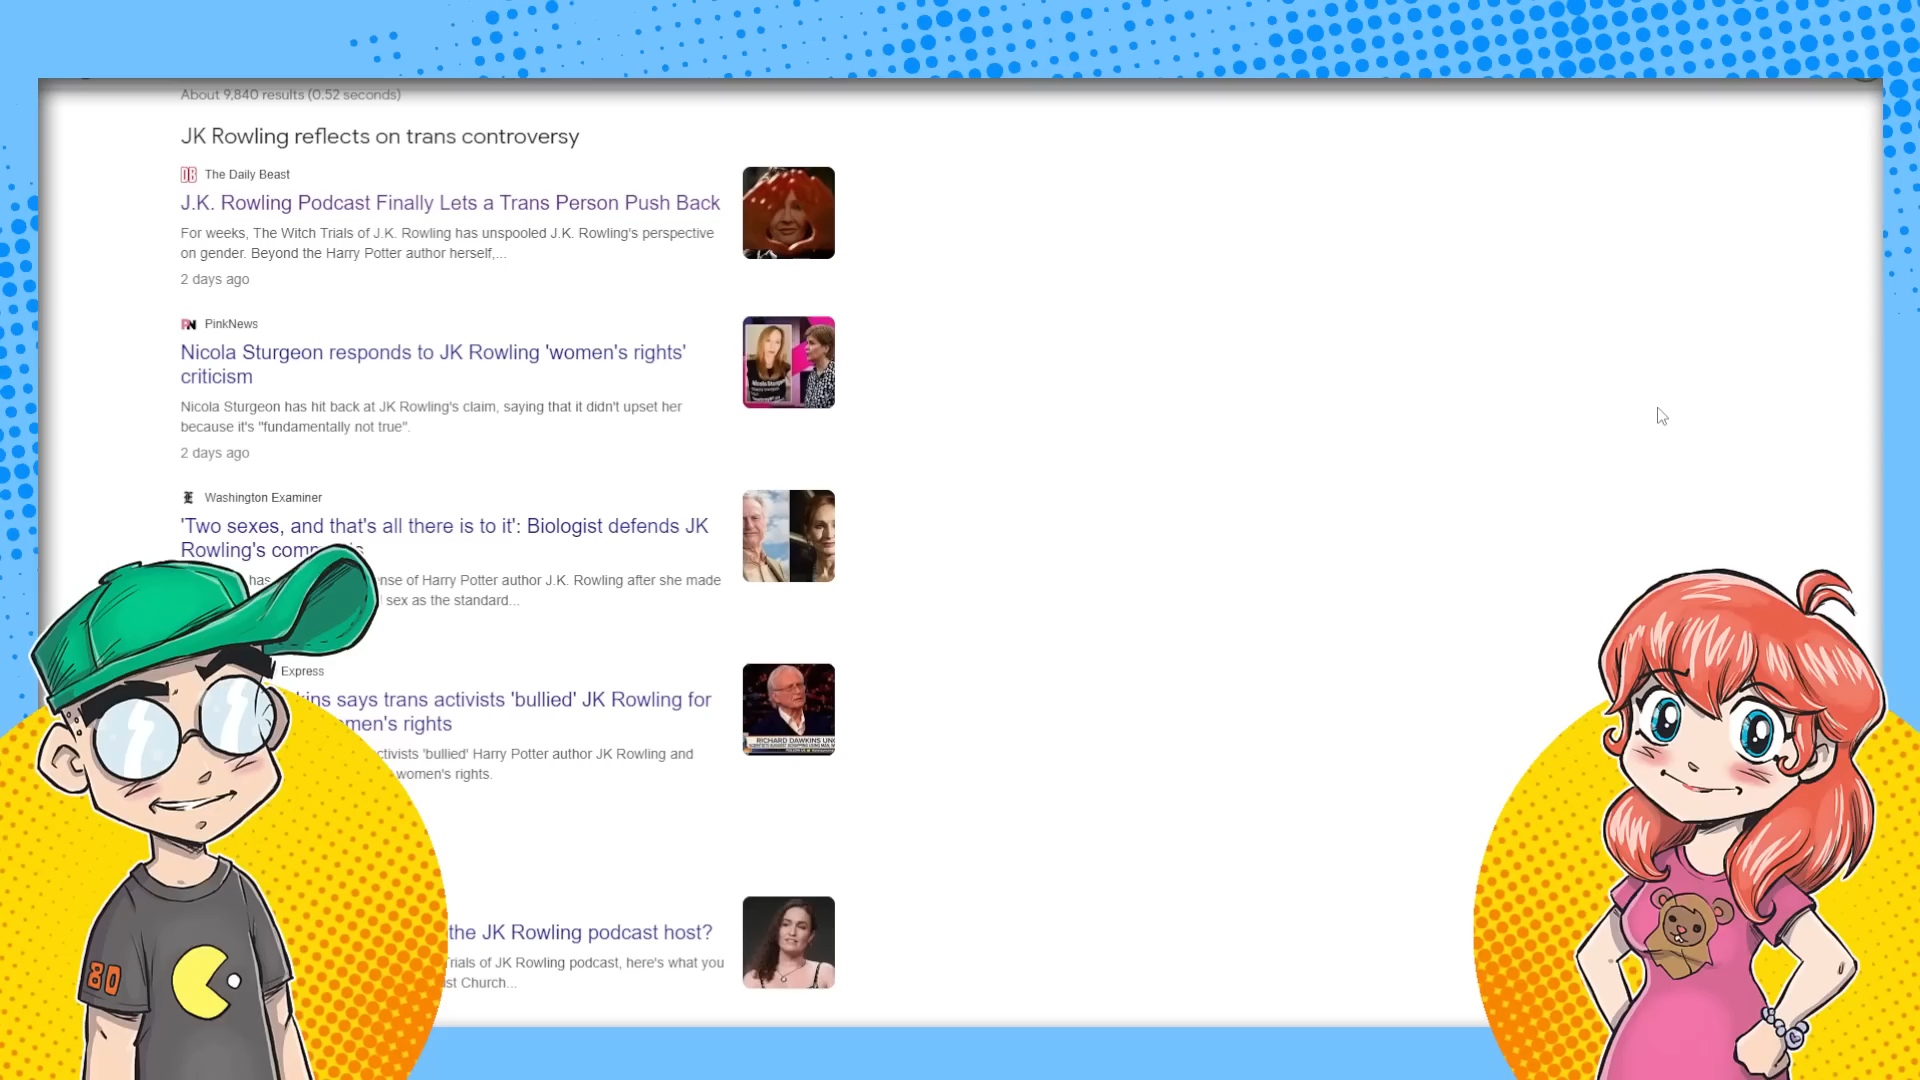 About 9,840 results (0.52 seconds)
JK Rowling reflects on trans controversy
The Daily Beast
J.K. Rowling Podcast Finally Lets a Trans Person Push Back
For weeks, The Witch Trials of J.K. Rowling has unspooled J.K. Rowling's perspective
on gender. Beyond the Harry Potter author herself,...
2 days ago
PinkNews
Nicola Sturgeon responds to JK Rowling 'women's rights'
criticism
Nicola Sturgeon has hit back at JK Rowling's claim, saying that it didn't upset her
because it's "fundamentally not true".
2 days ago
Washington Examiner
'Two sexes, and that's all there is to it': Biologist defends JK
Rowling's
has of Harry Potter author J.K. Rowling after she made
sex as the standard...
Express
says trans activists 'bullied' JK Rowling for
rights
'bullied' Harry Potter author JK Rowling and
women's rights.
RICHARD DAWKINS
the JK Rowling podcast host?
of JK Rowling podcast, here's what you
Church...
80